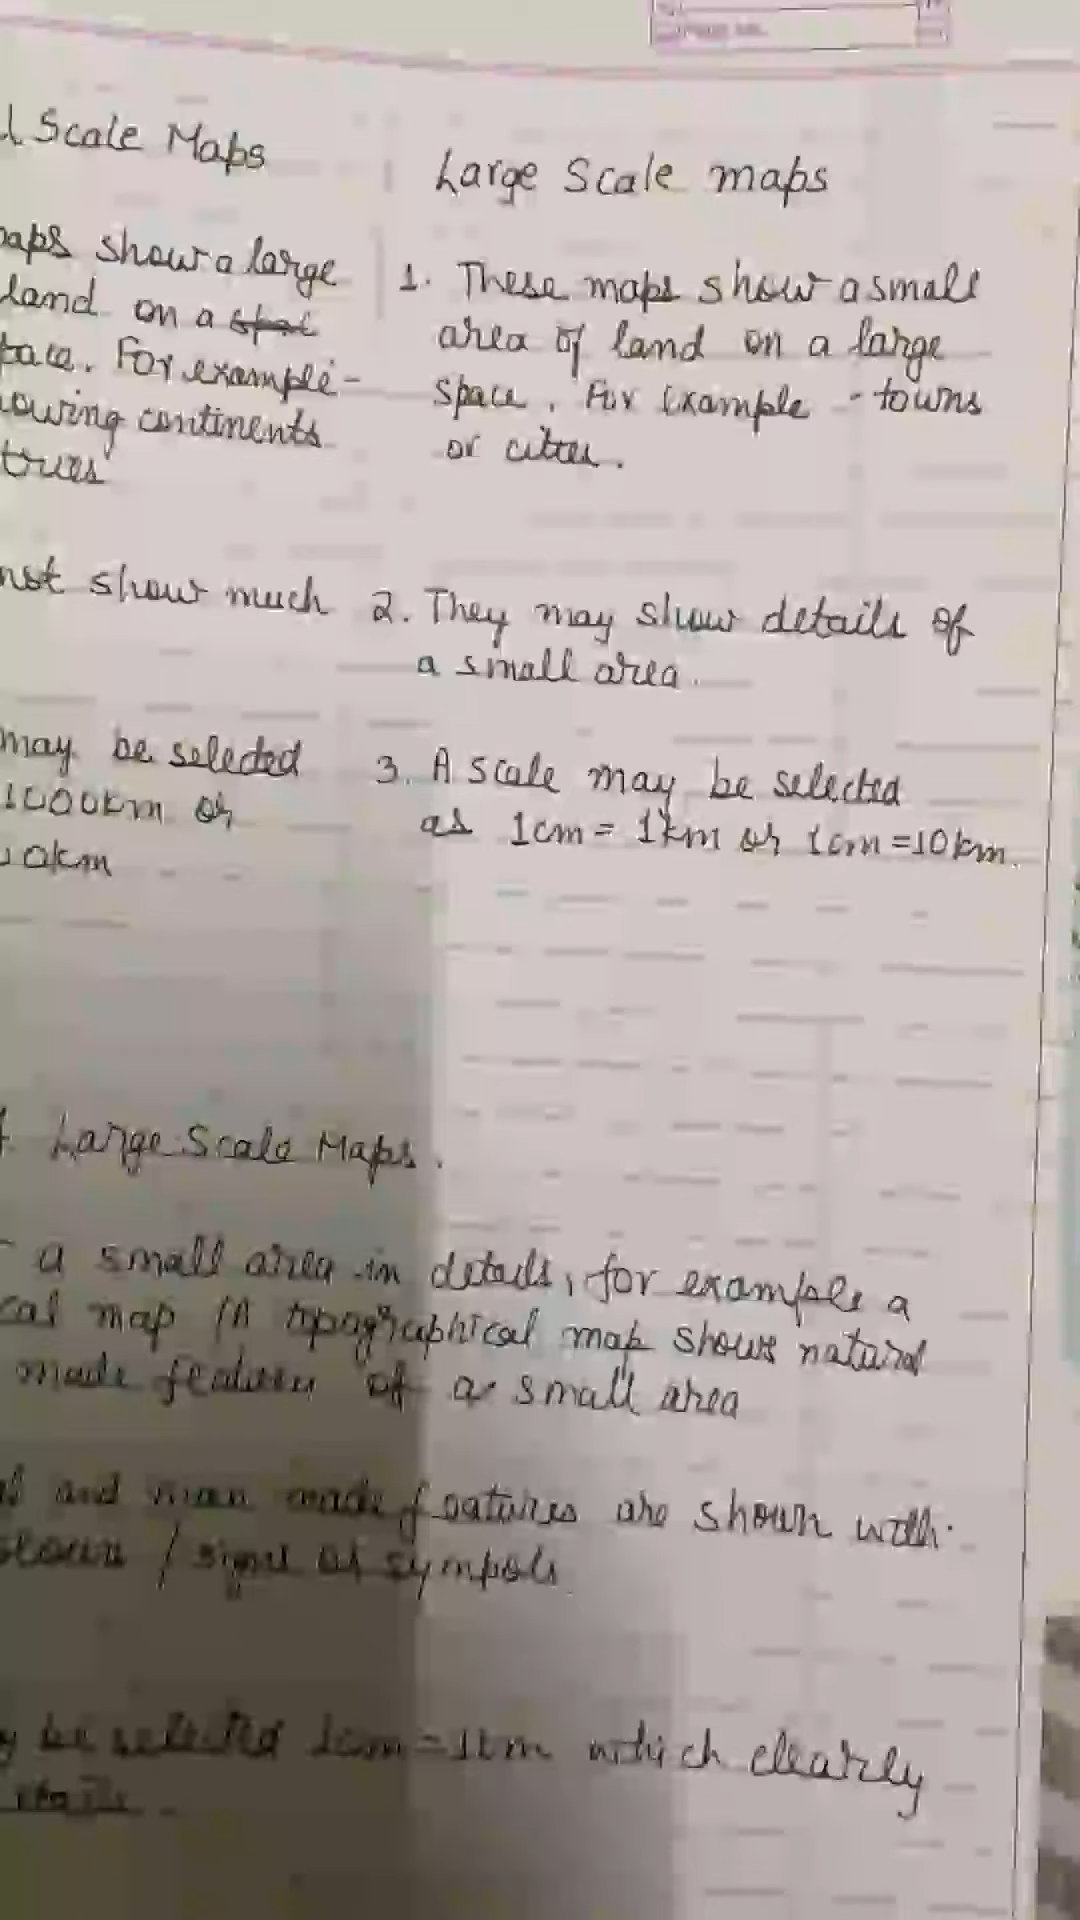 Scale Maps
Large Scale maps
show a large
land on a
For example -
continents
1. These maps show a small
area of land on a large
space. For Example - towns
or cities.
not show much
2. They may show details of
a small area.
may be selected
1000km or
0km
3. A scale may be selected
as 1cm = 1km or 1cm = 10km.
Large Scale Maps.
a small area in details, for example a
cal map / A topographical map shows natural
made features of a small area
and man made features are shown with
/ signs or symbols
be selected 1cm = 1km which clearly